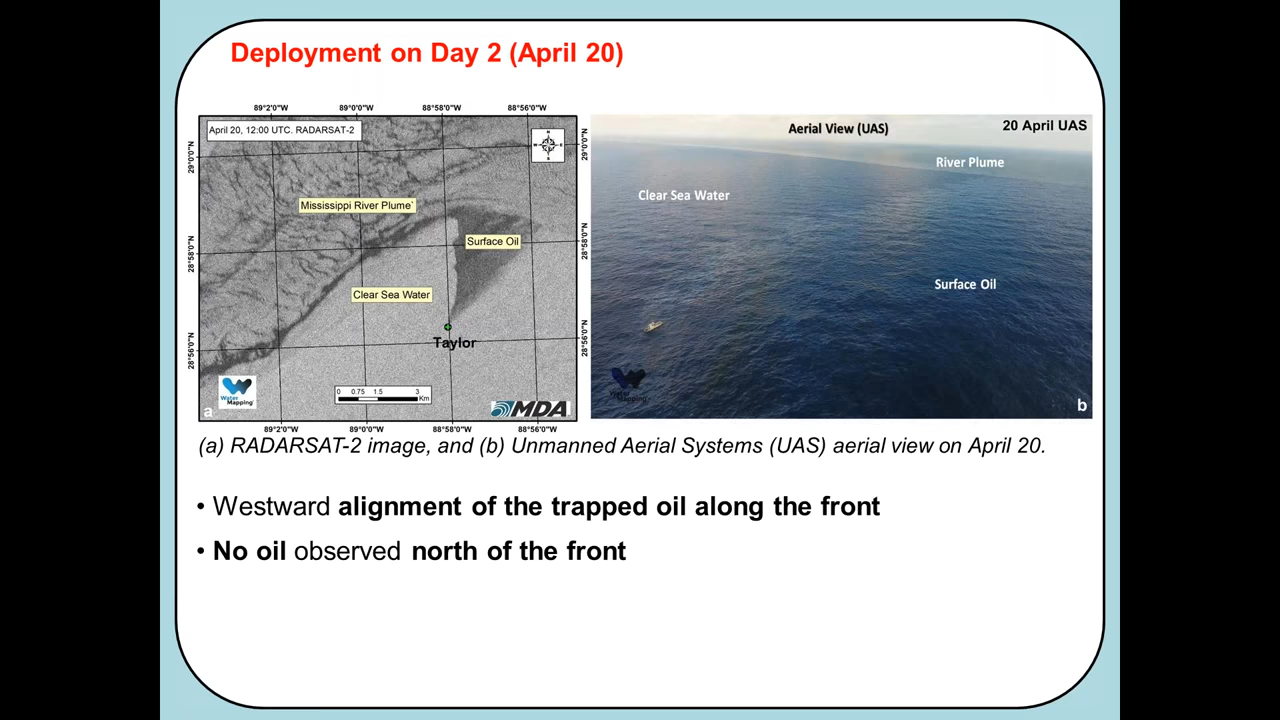 Deployment on Day 2 (April 20)
89°2'0"W 89°0'0"W 88°58'0"W 88°56'0"W
April 20, 12:00 UTC. RADARSAT-2
N
W E
S
29°0'0"N
28°58'0"N
28°56'0"N
Mississippi River Plume*
Surface Oil
Clear Sea Water
Taylor
29°0'0"N
28°58'0"N
28°56'0"N
0 0.75 1.5 3
Km
Water
Mapping
a
MDA
89°2'0"W 89°0'0"W 88°58'0"W 88°56'0"W
Aerial View (UAS)
20 April UAS
River Plume
Clear Sea Water
Surface Oil
Water
Mapping
b
(a) RADARSAT-2 image, and (b) Unmanned Aerial Systems (UAS) aerial view on April 20.
• Westward alignment of the trapped oil along the front
• No oil observed north of the front